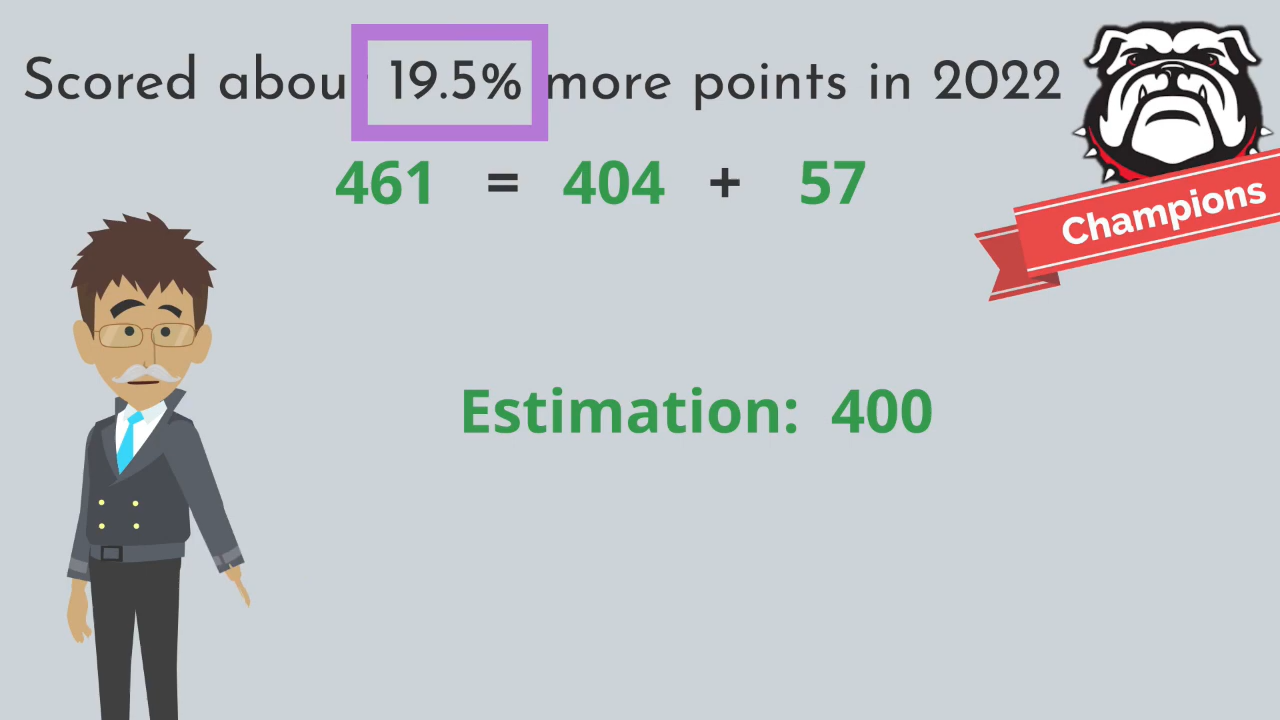 Scored abou 19.5% more points in 2022
461 = 404 + 57
Champions
Estimation: 400